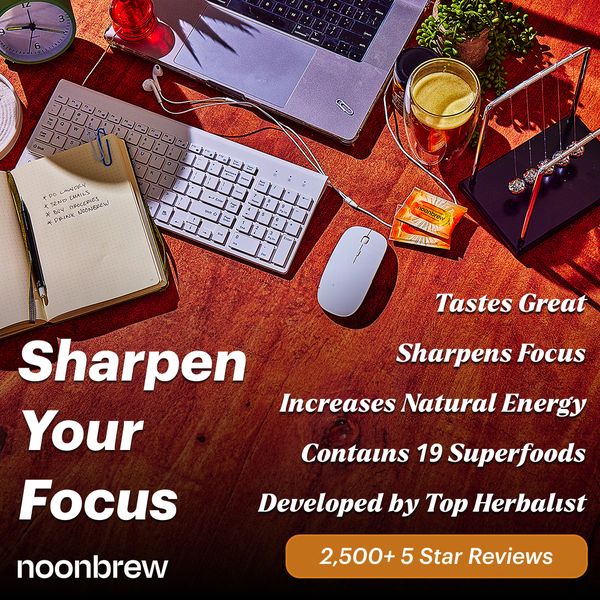 * DO LAUNDRY
* SEND EMAILS
* BUY GROCERIES
* DRINK NOONBREW
noonbrew
Tastes Great
Sharpens Focus
Increases Natural Energy
Contains 19 Superfoods
Developed by Top Herbalist
Sharpen
Your
Focus
noonbrew
2,500+ 5 Star Reviews